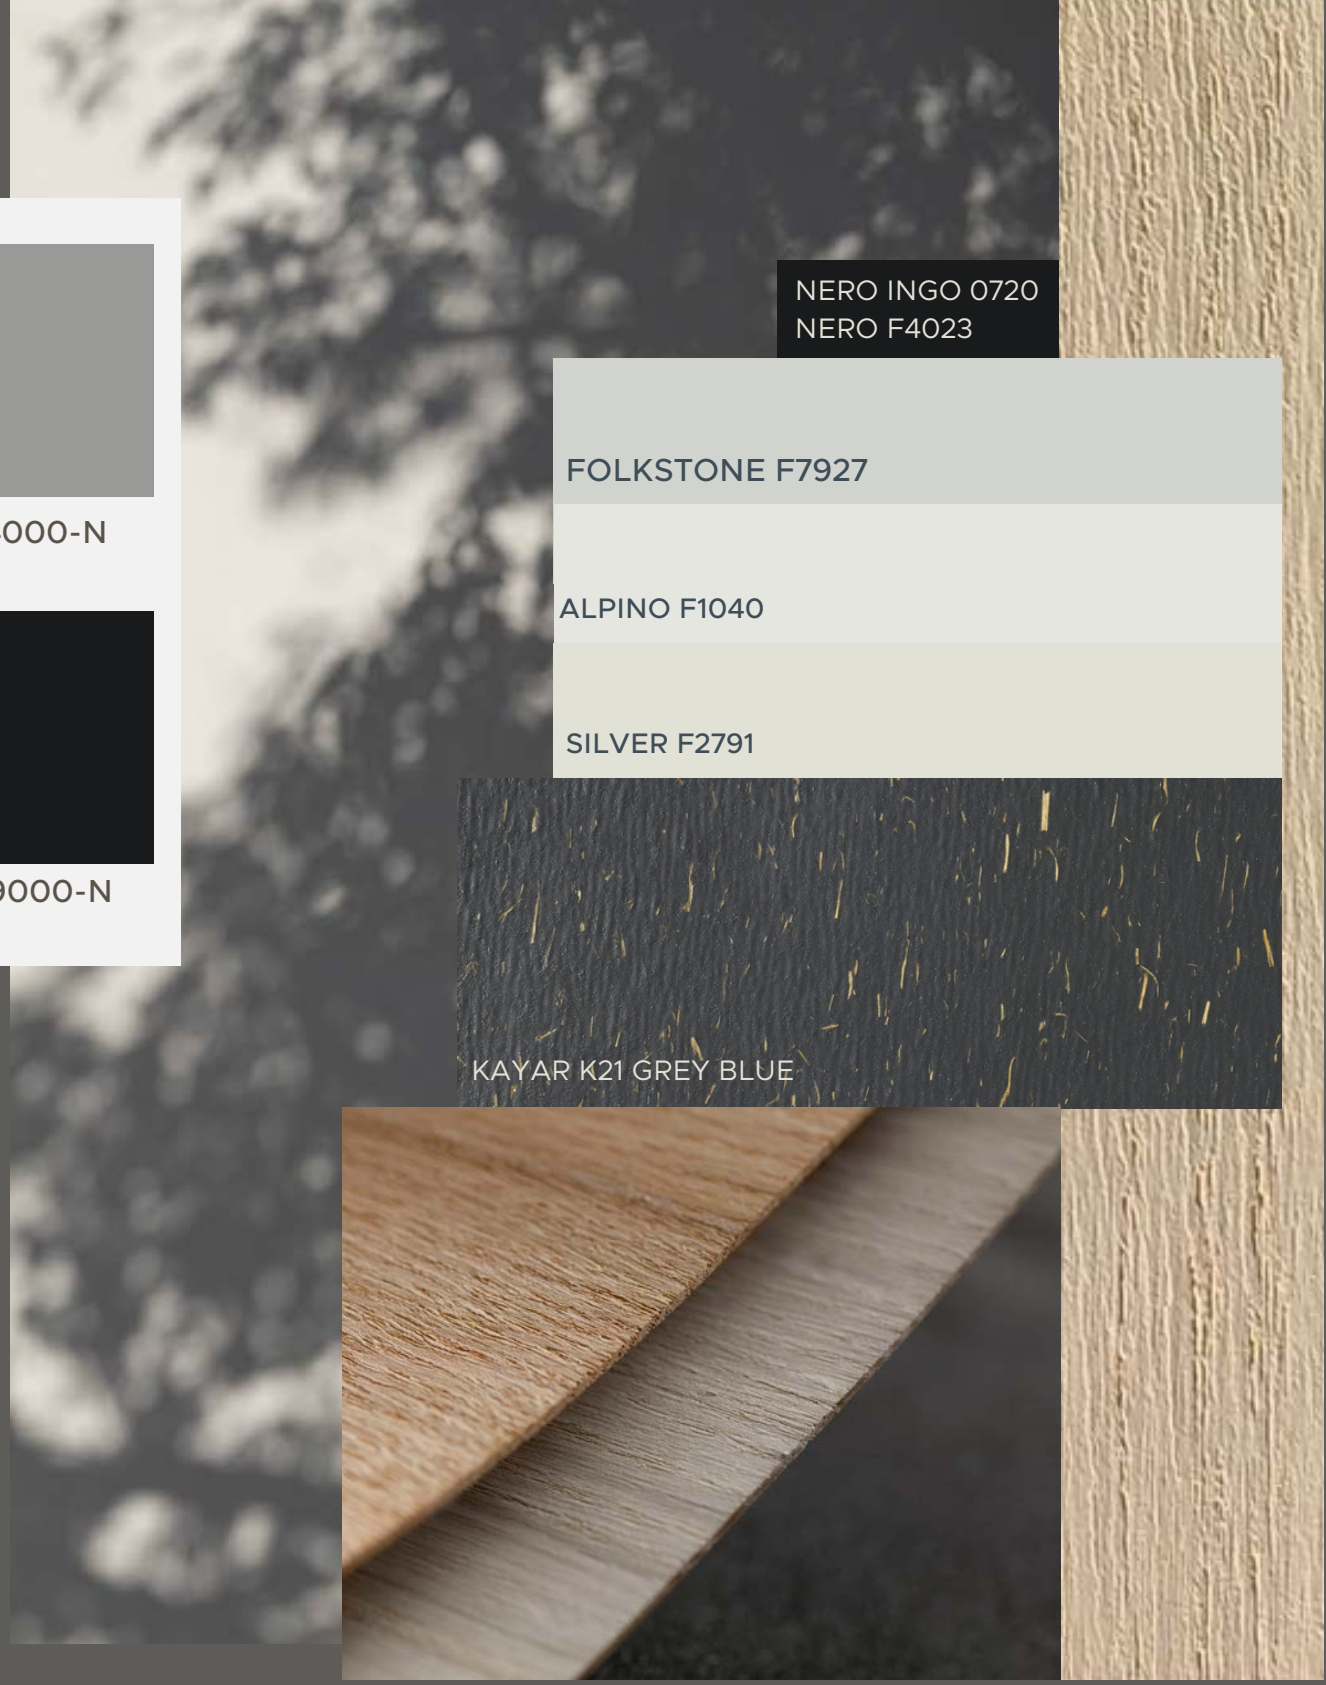 NERO INGO 0720
NERO F4023
FOLKSTONE F7927
000-N
ALPINO F1040
SILVER F2791
9000-N
KAYAR K21 GREY BLUE